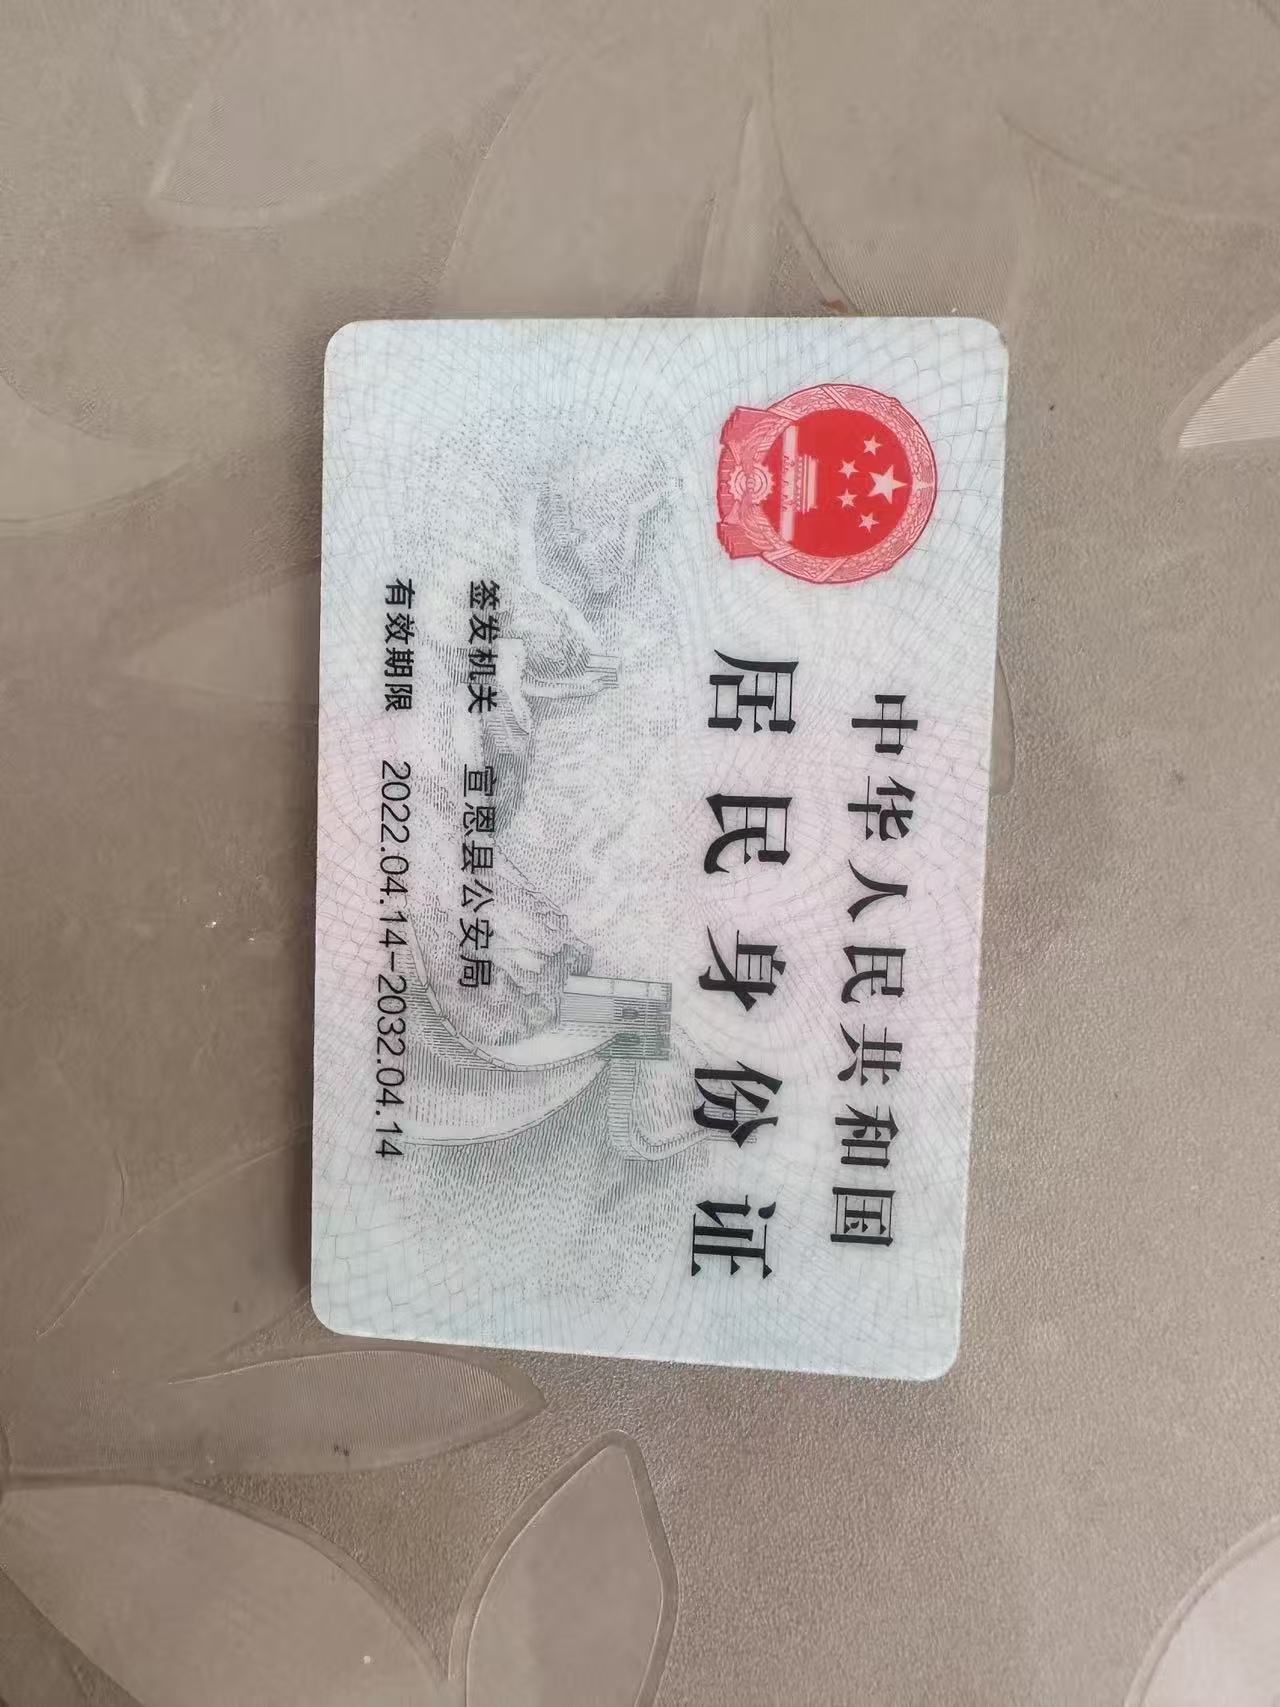 中华人民共和国
居民身份证
签发机关 宣恩县公安局
有效期限 2022.04.14-2032.04.14